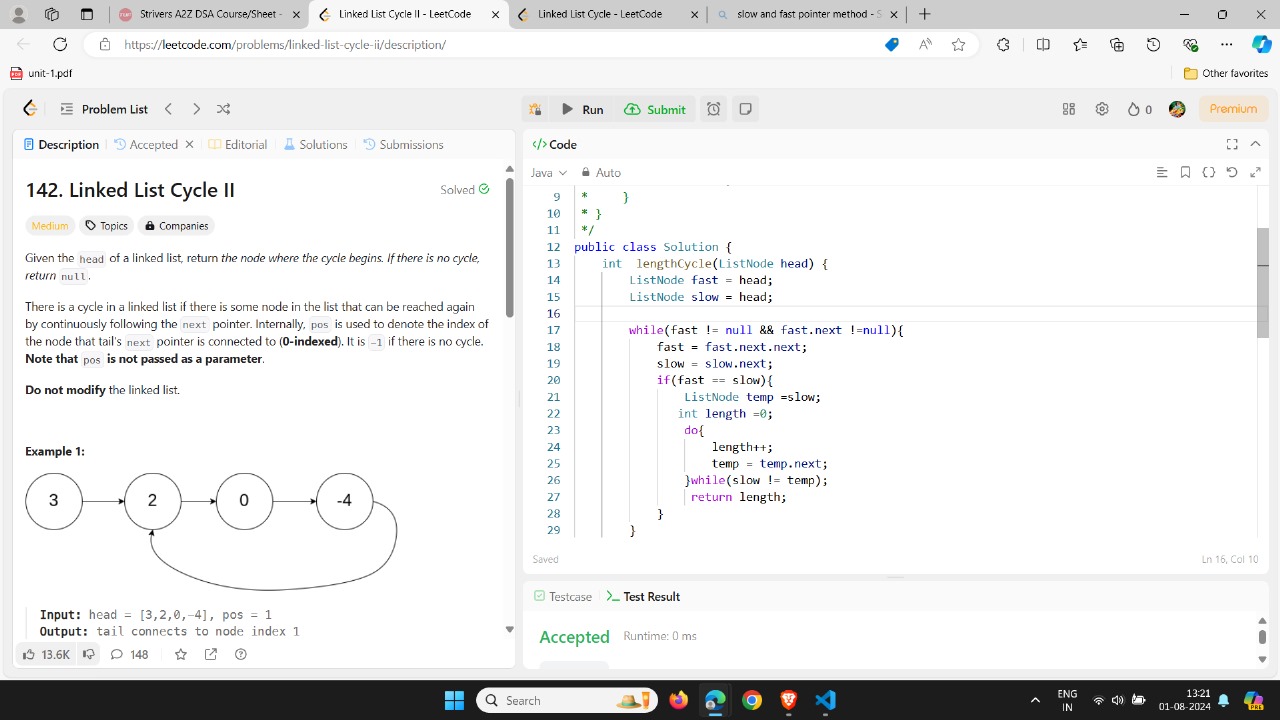 Strivers A2Z DSA Course/Sheet -
Linked List Cycle II - LeetCode
Linked List Cycle - LeetCode
slow and fast pointer method - S
https://leetcode.com/problems/linked-list-cycle-ii/description/
unit-1.pdf
Other favorites
Problem List
Run
Submit
0
Premium
Description
Accepted
Editorial
Solutions
Submissions
142. Linked List Cycle II
Solved
Medium
Topics
Companies
Given the head of a linked list, return the node where the cycle begins. If there is no cycle,
return null.
There is a cycle in a linked list if there is some node in the list that can be reached again
by continuously following the next pointer. Internally, pos is used to denote the index of
the node that tail's next pointer is connected to (0-indexed). It is -1 if there is no cycle.
Note that pos is not passed as a parameter.
Do not modify the linked list.
Example 1:
3 2 0 -4
Input: head = [3,2,0,-4], pos = 1
Output: tail connects to node index 1
13.6K
148
Code
Java
Auto
9 * }
10 * }
11 */
12 public class Solution {
13 int lengthCycle(ListNode head) {
14 ListNode fast = head;
15 ListNode slow = head;
16
17 while(fast != null && fast.next !=null){
18 fast = fast.next.next;
19 slow = slow.next;
20 if(fast == slow){
21 ListNode temp =slow;
22 int length =0;
23 do{
24 length++;
25 temp = temp.next;
26 }while(slow != temp);
27 return length;
28 }
29 }
Saved
Ln 16, Col 10
Testcase
Test Result
Accepted
Runtime: 0 ms
Search
ENG
IN
13:21
01-08-2024